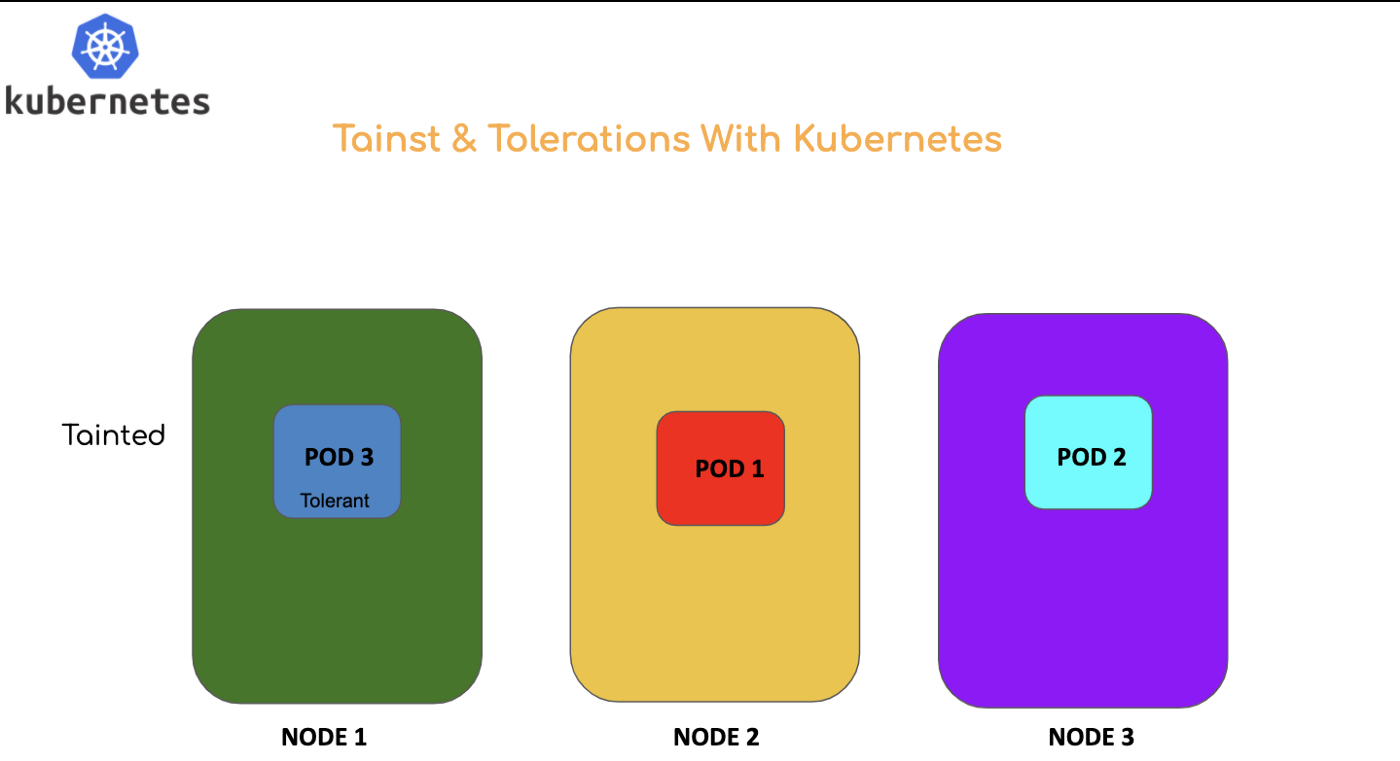 kubernetes
Tainst & Tolerations With Kubernetes
Tainted
POD 3
Tolerant
POD 1
POD 2
NODE 1
NODE 2
NODE 3